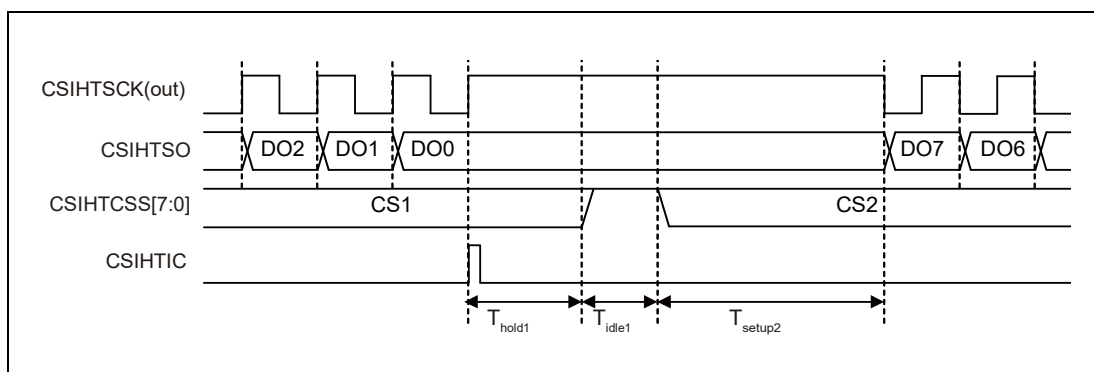 CSIHTSCK(out)
CSIHTSO DO2 DO1 DO0 DO7 DO6
CSIHTCSS[7:0] CS1 CS2
CSIHTIC
Thold1 Tidle1 Tsetup2